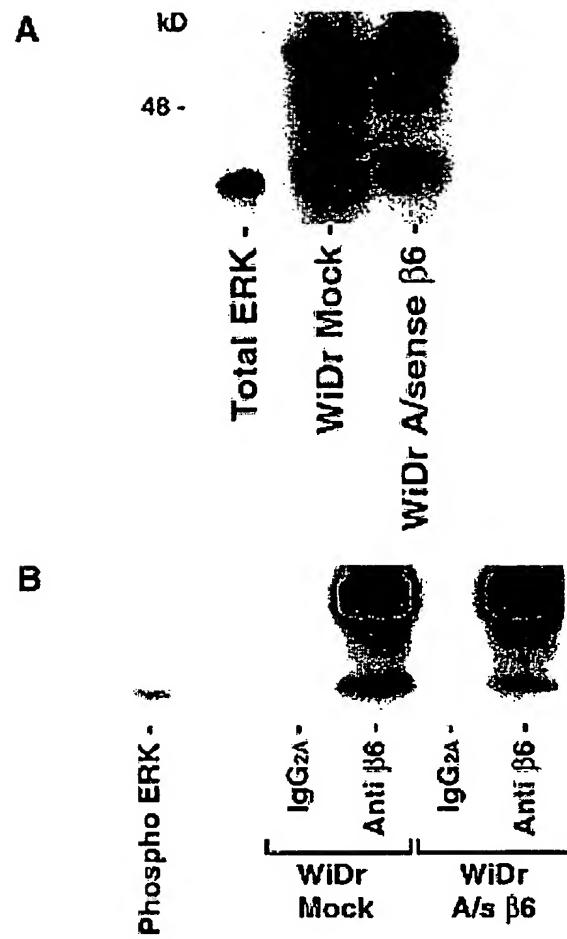 A
kD
48 -
Total ERK -
WiDr Mock -
WiDr A/sense β6 -
B
Phospho ERK -
IgG2A -
Anti β6 -
IgG2A -
Anti β6 -
WiDr
Mock
WiDr
A/s β6